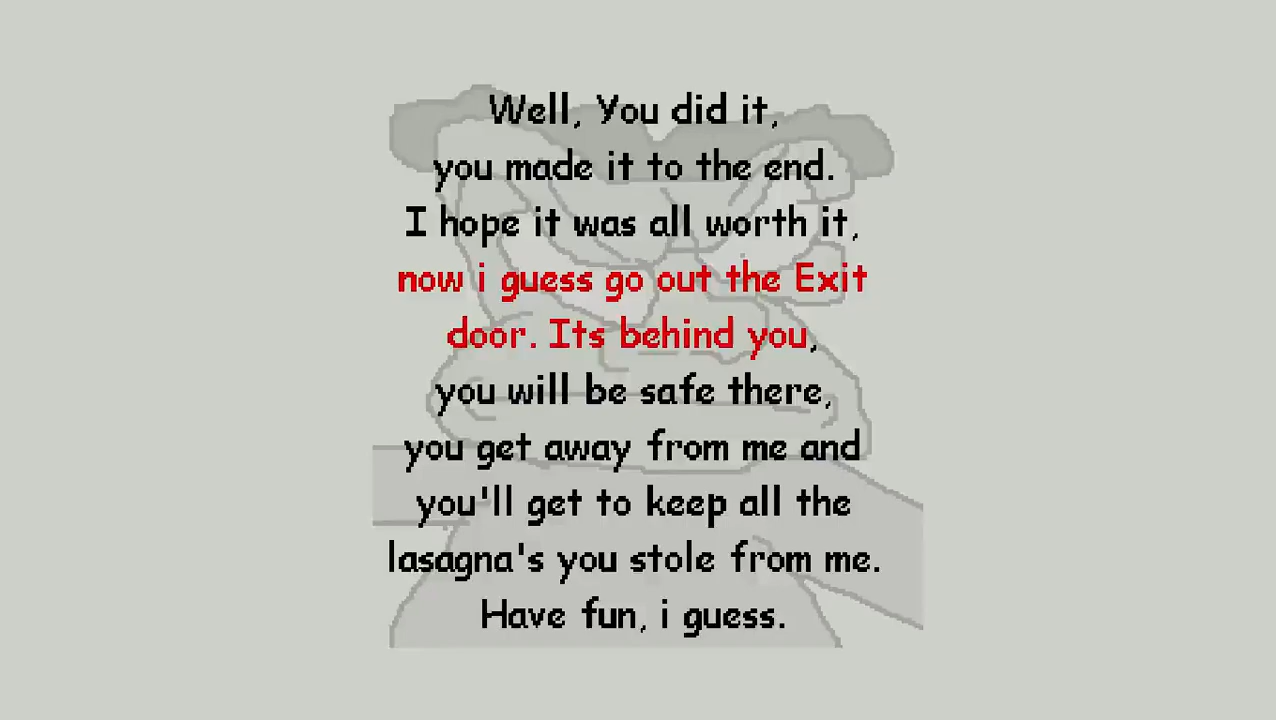 Well, You did it,
you made it to the end.
I hope it was all worth it,
now i guess go out the Exit
door. Its behind you,
you will be safe there,
you get away from me and
you'll get to keep all the
lasagna's you stole from me.
Have fun, i guess.